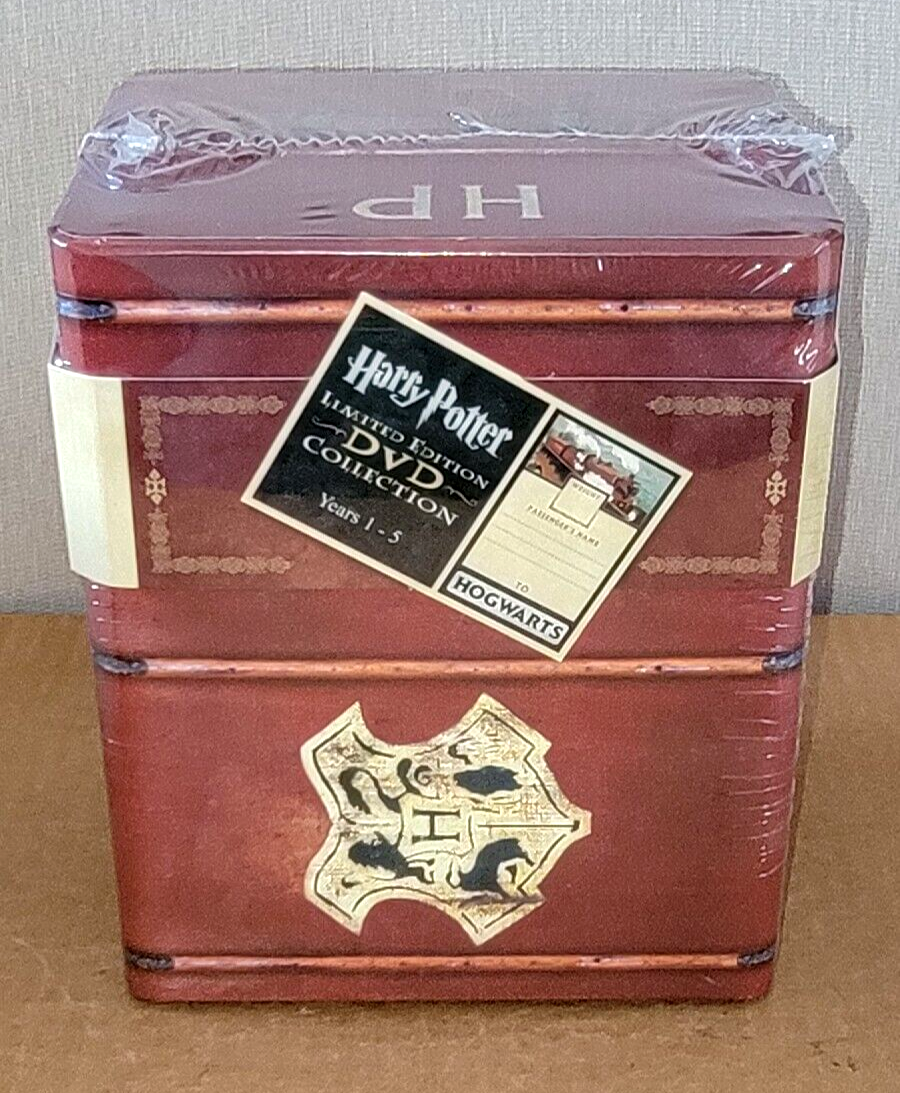 HP
Harry Potter
LIMITED EDITION
DVD
COLLECTION
Years 1 - 5
WEIGHT
PASSENGER'S NAME
TO
HOGWARTS
H